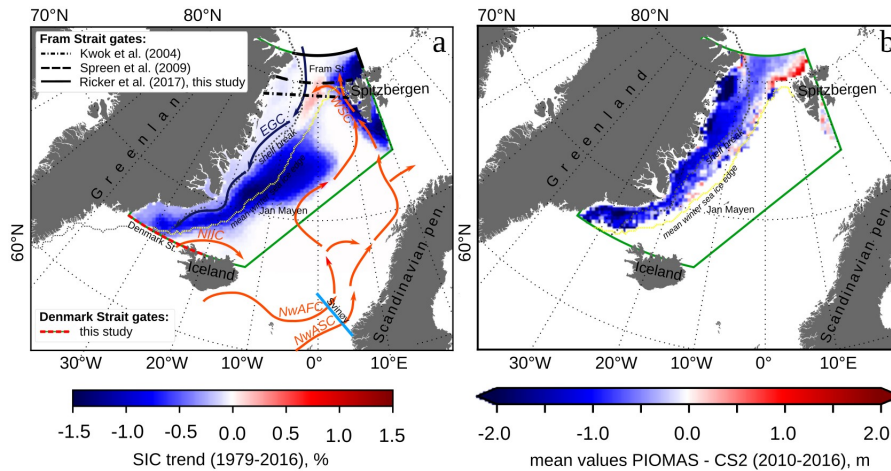 70°N
80°N
a
Fram Strait gates:
Kwok et al. (2004)
Spreen et al. (2009)
Ricker et al. (2017), this study
Fram St.
Spitzbergen
WSC
EGC
shelf break
Greenland
mean
Jan Mayen
Denmark St.
NIIC
Iceland
60°N
NwAFC
NwASC
Svinøy
Scandinavian pen.
Denmark Strait gates:
this study
30°W
20°W
10°W
0°
10°E
-1.5
-1.0
-0.5
0.0
0.5
1.0
1.5
SIC trend (1979-2016), %
70°N
80°N
b
Spitzbergen
Greenland
shelf break
mean winter sea ice edge
Jan Mayen
Iceland
60°N
Scandinavian pen.
30°W
20°W
10°W
0°
10°E
-2.0
-1.0
0.0
1.0
2.0
mean values PIOMAS - CS2 (2010-2016), m